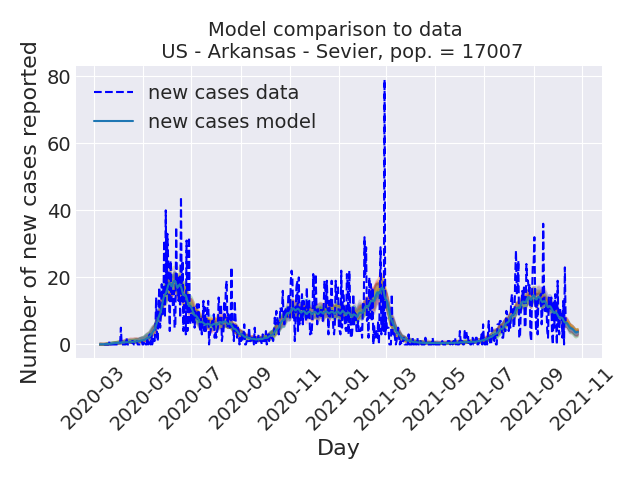 Model comparison to data
US - Arkansas - Sevier, pop. = 17007
Number of new cases reported
80
60
40
20
0
new cases data
new cases model
2020-03
2020-05
2020-07
2020-09
2020-11
2021-01
2021-03
2021-05
2021-07
2021-09
2021-11
Day